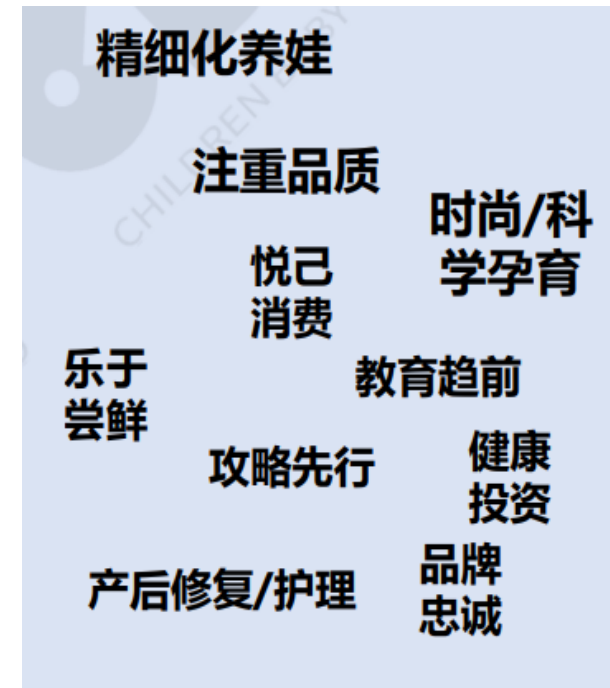 精细化养娃
CHILDREN BABY
注重品质
时尚/科
学孕育
悦己
消费
乐于
尝鲜
教育趋前
攻略先行
健康
投资
产后修复/护理
品牌
忠诚